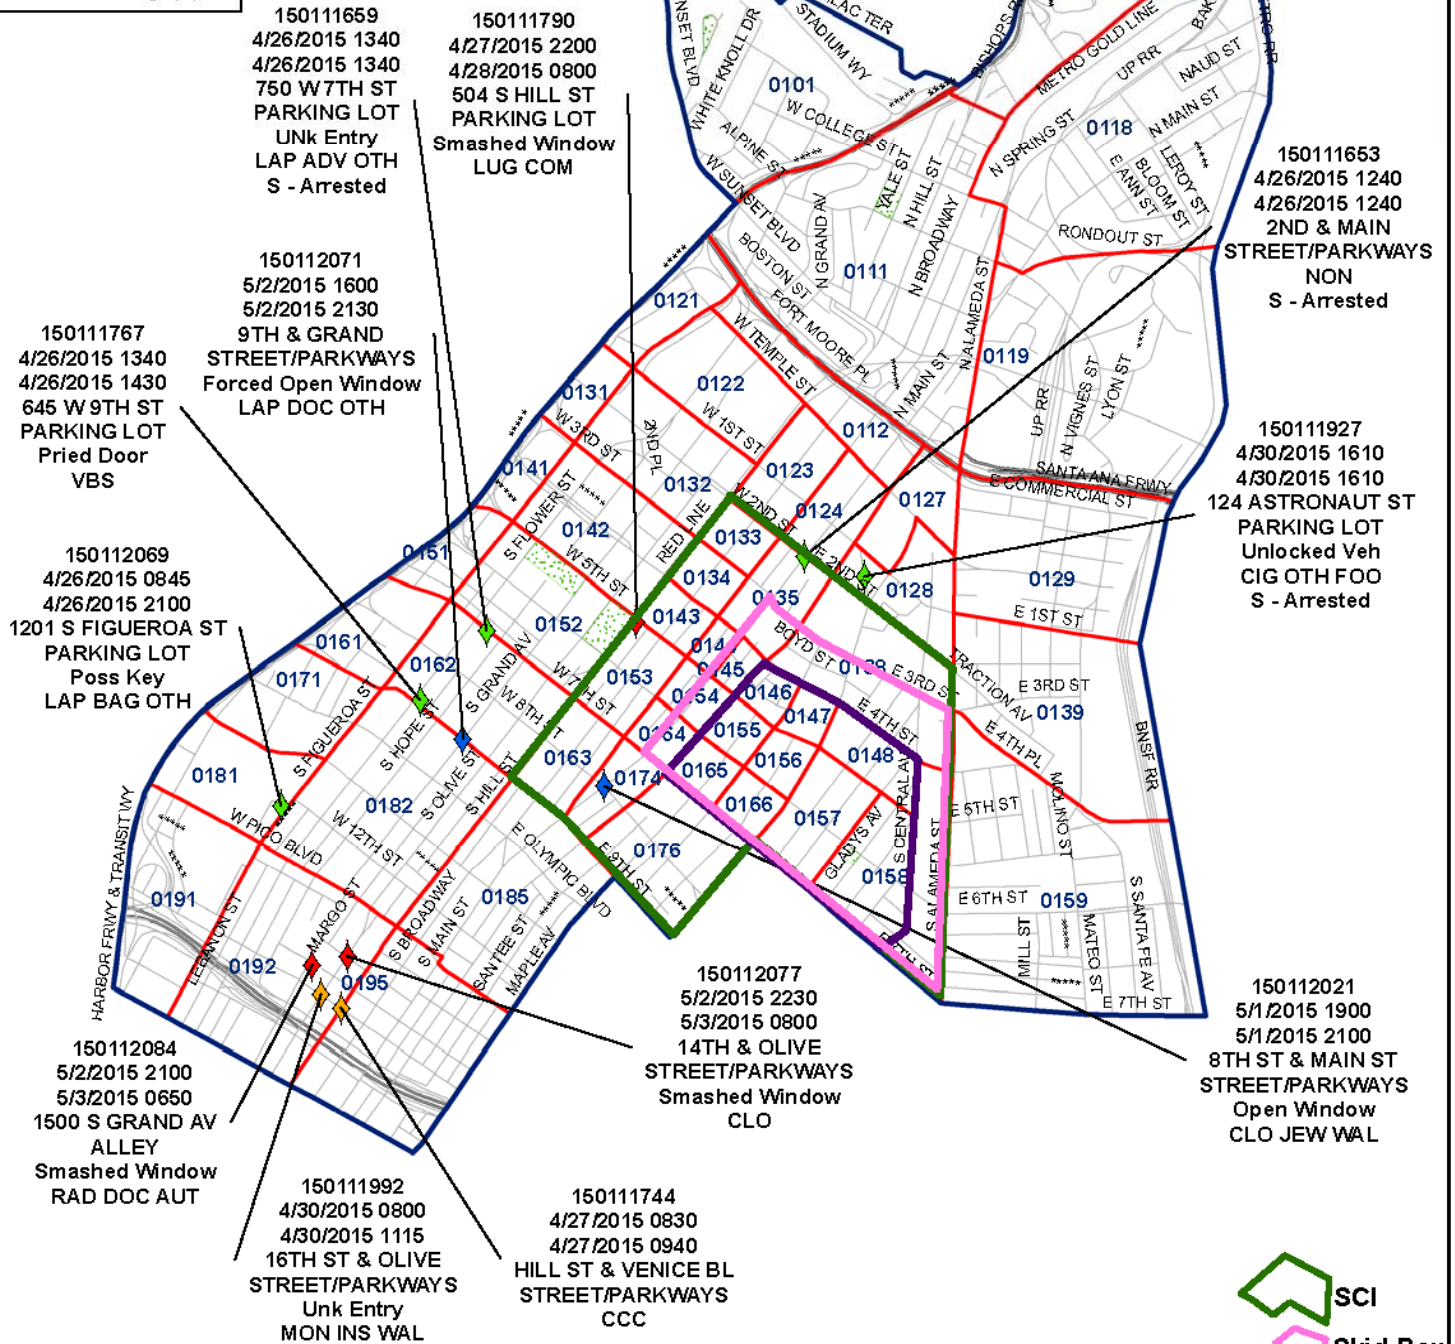 150111659
4/26/2015 1340
4/26/2015 1340
750 W 7TH ST
PARKING LOT
UNk Entry
LAP ADV OTH
S - Arrested
150111790
4/27/2015 2200
4/28/2015 0800
504 S HILL ST
PARKING LOT
Smashed Window
LUG COM
150111653
4/26/2015 1240
4/26/2015 1240
2ND & MAIN
STREET/PARKWAYS
NON
S - Arrested
150112071
5/2/2015 1600
5/2/2015 2130
9TH & GRAND
STREET/PARKWAYS
Forced Open Window
LAP DOC OTH
150111767
4/26/2015 1340
4/26/2015 1430
645 W 9TH ST
PARKING LOT
Pried Door
VBS
150111927
4/30/2015 1610
4/30/2015 1610
124 ASTRONAUT ST
PARKING LOT
Unlocked Veh
CIG OTH FOO
S - Arrested
150112069
4/26/2015 0845
4/26/2015 2100
1201 S FIGUEROA ST
PARKING LOT
Poss Key
LAP BAG OTH
150112077
5/2/2015 2230
5/3/2015 0800
14TH & OLIVE
STREET/PARKWAYS
Smashed Window
CLO
150112021
5/1/2015 1900
5/1/2015 2100
8TH ST & MAIN ST
STREET/PARKWAYS
Open Window
CLO JEW WAL
150112084
5/2/2015 2100
5/3/2015 0650
1500 S GRAND AV
ALLEY
Smashed Window
RAD DOC AUT
150111992
4/30/2015 0800
4/30/2015 1115
16TH ST & OLIVE
STREET/PARKWAYS
Unk Entry
MON INS WAL
150111744
4/27/2015 0830
4/27/2015 0940
HILL ST & VENICE BL
STREET/PARKWAYS
CCC
WHITE KNOLL DR
STADIUM WY
METRO GOLD LINE
UP RR
NAUD ST
0101
W COLLEGE ST
ALPINE ST
N SPRING ST
0118
N MAIN ST
LEROY ST
BLOOM ST
E ANN ST
W SUNSET BLVD
YALE ST
N HILL ST
N GRAND AV
N BROADWAY
RONDOUT ST
BOSTON ST
0111
N ALAMEDA ST
0121
FORT MOORE PL
W TEMPLE ST
0119
N MAIN ST
UP RR
N VIGNES ST
LYON ST
0131
0122
W 3RD ST
2ND PL
W 1ST ST
0112
0141
0132
0123
SANTA ANA FRWY
E COMMERCIAL ST
S FLOWER ST
0142
RED LINE
W 2ND ST
0124
0127
0133
0151
W 5TH ST
0134
E 2ND ST
0128
0129
E 1ST ST
0135
0143
0152
BOYD ST
0161
0162
S GRAND AV
0153
0145
E 3RD ST
TRACTION AV
E 3RD ST
0171
W 7TH ST
0146
0139
W 8TH ST
0147
E 4TH ST
E 4TH PL
S FIGUEROA ST
S HOPE ST
0155
0148
0163
0165
0156
BNSF RR
0181
0174
S OLIVE ST
S HILL ST
0182
0166
0157
S CENTRAL AV
E 5TH ST
MOLINO ST
W PICO BLVD
W 12TH ST
E OLYMPIC BLVD
E 9TH ST
0176
GLADYS AV
0158
S ALAMEDA ST
HARBOR FRWY & TRANSITWY
0191
LEBANON ST
MARGO ST
S BROADWAY
S MAIN ST
0185
SANTEE ST
MAPLE AV
E 6TH ST
0159
MILL ST
MATEO ST
S SANTA FE AV
E 7TH ST
0192
0195
SCI